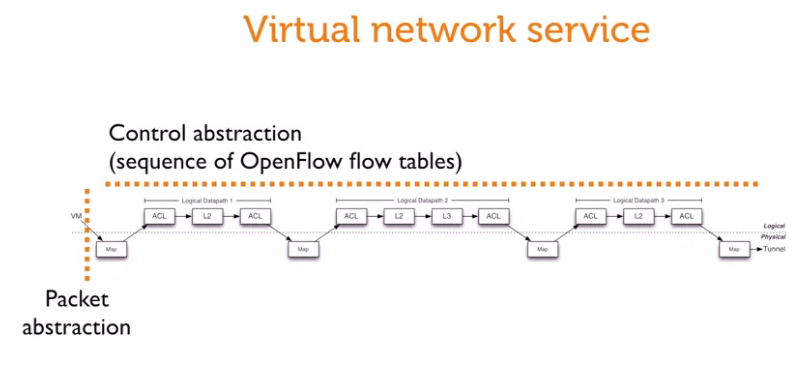 Virtual network service
Control abstraction
(sequence of OpenFlow flow tables)
Logical Datapath 1
Logical Datapath 2
Logical Datapath 3
VM
ACL
L2
ACL
ACL
L2
L3
ACL
ACL
L2
ACL
Logical
Physical
Map
Map
Map
Map
Tunnel
Packet
abstraction